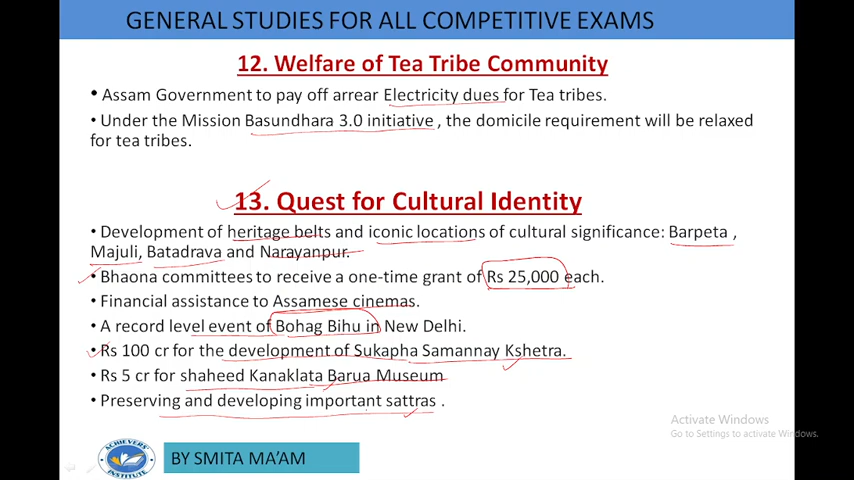 GENERAL STUDIES FOR ALL COMPETITIVE EXAMS
12. Welfare of Tea Tribe Community
• Assam Government to pay off arrear Electricity dues for Tea tribes.
• Under the Mission Basundhara 3.0 initiative , the domicile requirement will be relaxed
for tea tribes.
13. Quest for Cultural Identity
• Development of heritage belts and iconic locations of cultural significance: Barpeta ,
Majuli, Batadrava and Narayanpur.
• Bhaona committees to receive a one-time grant of Rs 25,000 each.
• Financial assistance to Assamese cinemas.
• A record level event of Bohag Bihu in New Delhi.
• Rs 100 cr for the development of Sukapha Samannay Kshetra.
• Rs 5 cr for shaheed Kanaklata Barua Museum
• Preserving and developing important sattras .
Activate Windows
Go to Settings to activate Windows.
ACHIEVERS'
INSTITUTE
BY SMITA MA'AM